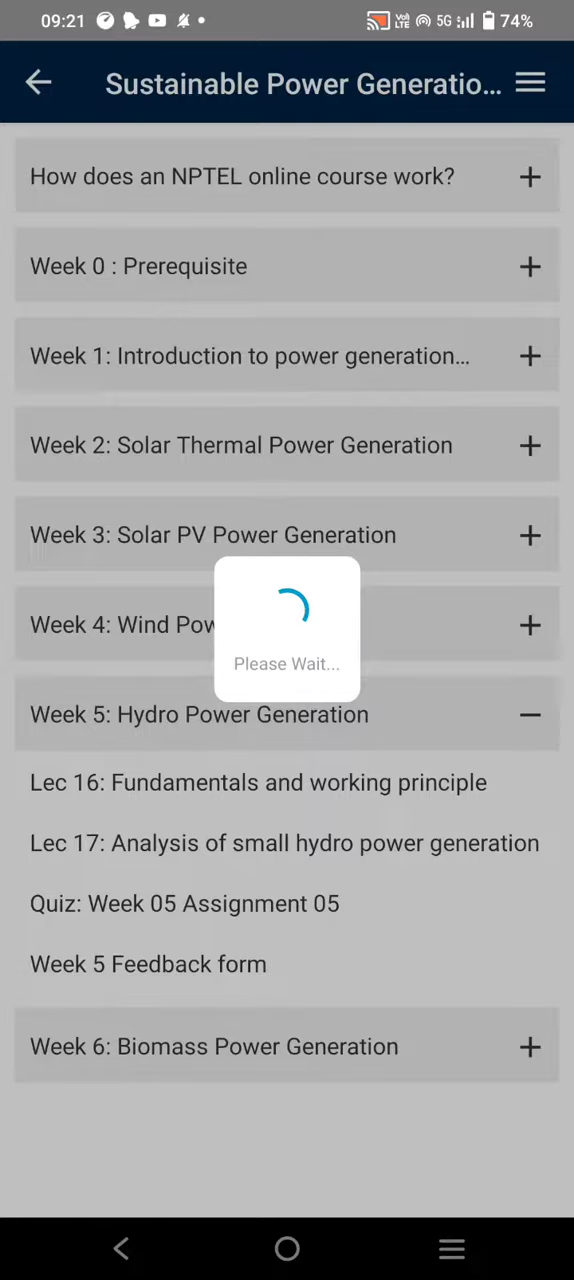 09:21 Vo) LTE 5G 74%
Sustainable Power Generatio...
How does an NPTEL online course work? +
Week 0 : Prerequisite +
Week 1: Introduction to power generation... +
Week 2: Solar Thermal Power Generation +
Week 3: Solar PV Power Generation +
Week 4: Wind Pow +
Please Wait...
Week 5: Hydro Power Generation −
Lec 16: Fundamentals and working principle
Lec 17: Analysis of small hydro power generation
Quiz: Week 05 Assignment 05
Week 5 Feedback form
Week 6: Biomass Power Generation +